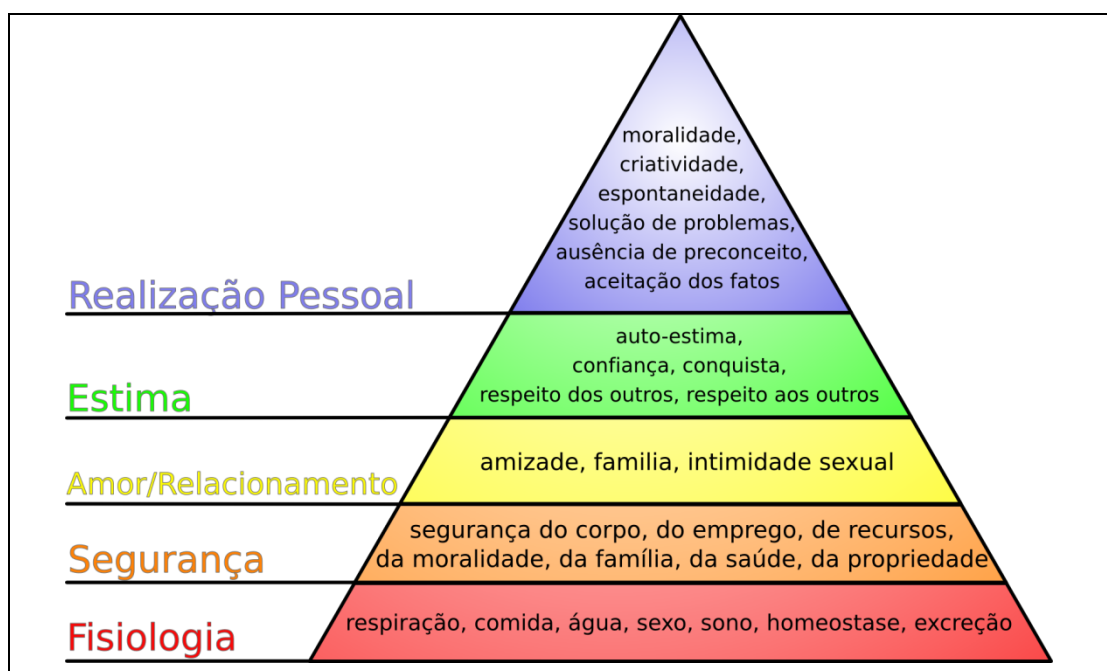 moralidade,
criatividade,
espontaneidade,
solução de problemas,
ausência de preconceito,
aceitação dos fatos
Realização Pessoal
auto-estima,
confiança, conquista,
respeito dos outros, respeito aos outros
Estima
amizade, familia, intimidade sexual
Amor/Relacionamento
segurança do corpo, do emprego, de recursos,
da moralidade, da família, da saúde, da propriedade
Segurança
respiração, comida, água, sexo, sono, homeostase, excreção
Fisiologia